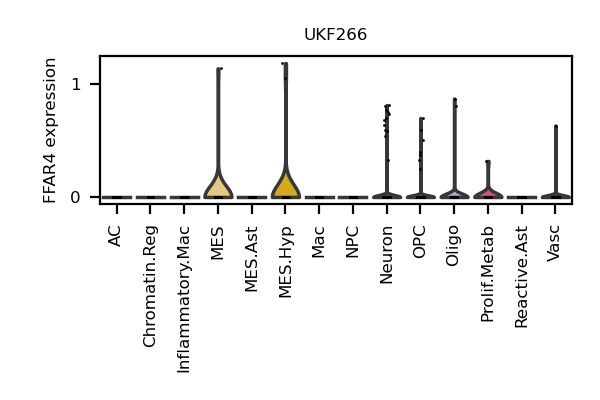 UKF266
FFAR4 expression
1
0
AC
Chromatin.Reg
Inflammatory.Mac
MES
MES.Ast
MES.Hyp
Mac
NPC
Neuron
OPC
Oligo
Prolif.Metab
Reactive.Ast
Vasc